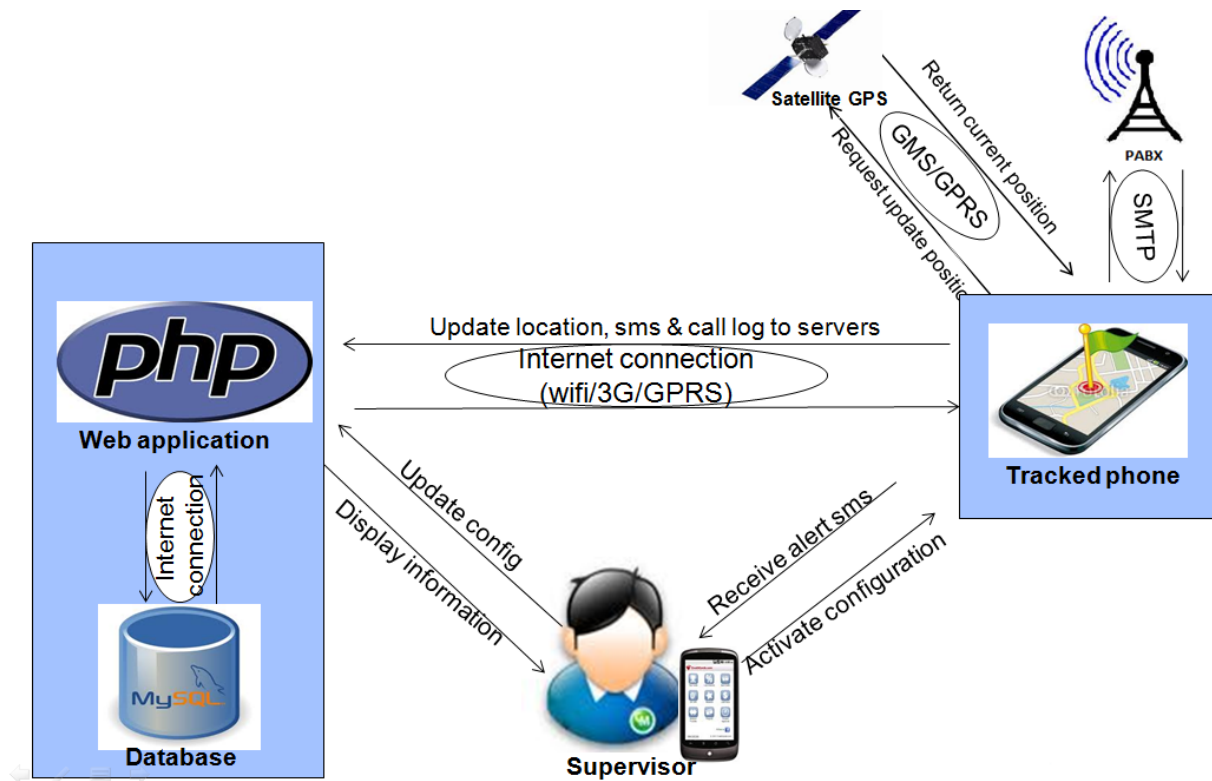 Satellite GPS
Return current position
GMS/GPRS
Request update position
PABX
SMTP
php
Web application
Update location, sms & call log to servers
Internet connection
(wifi/3G/GPRS)
Tracked phone
Internet
connection
Update config
Display information
Receive alert sms
Activate configuration
MySQL
Database
Supervisor